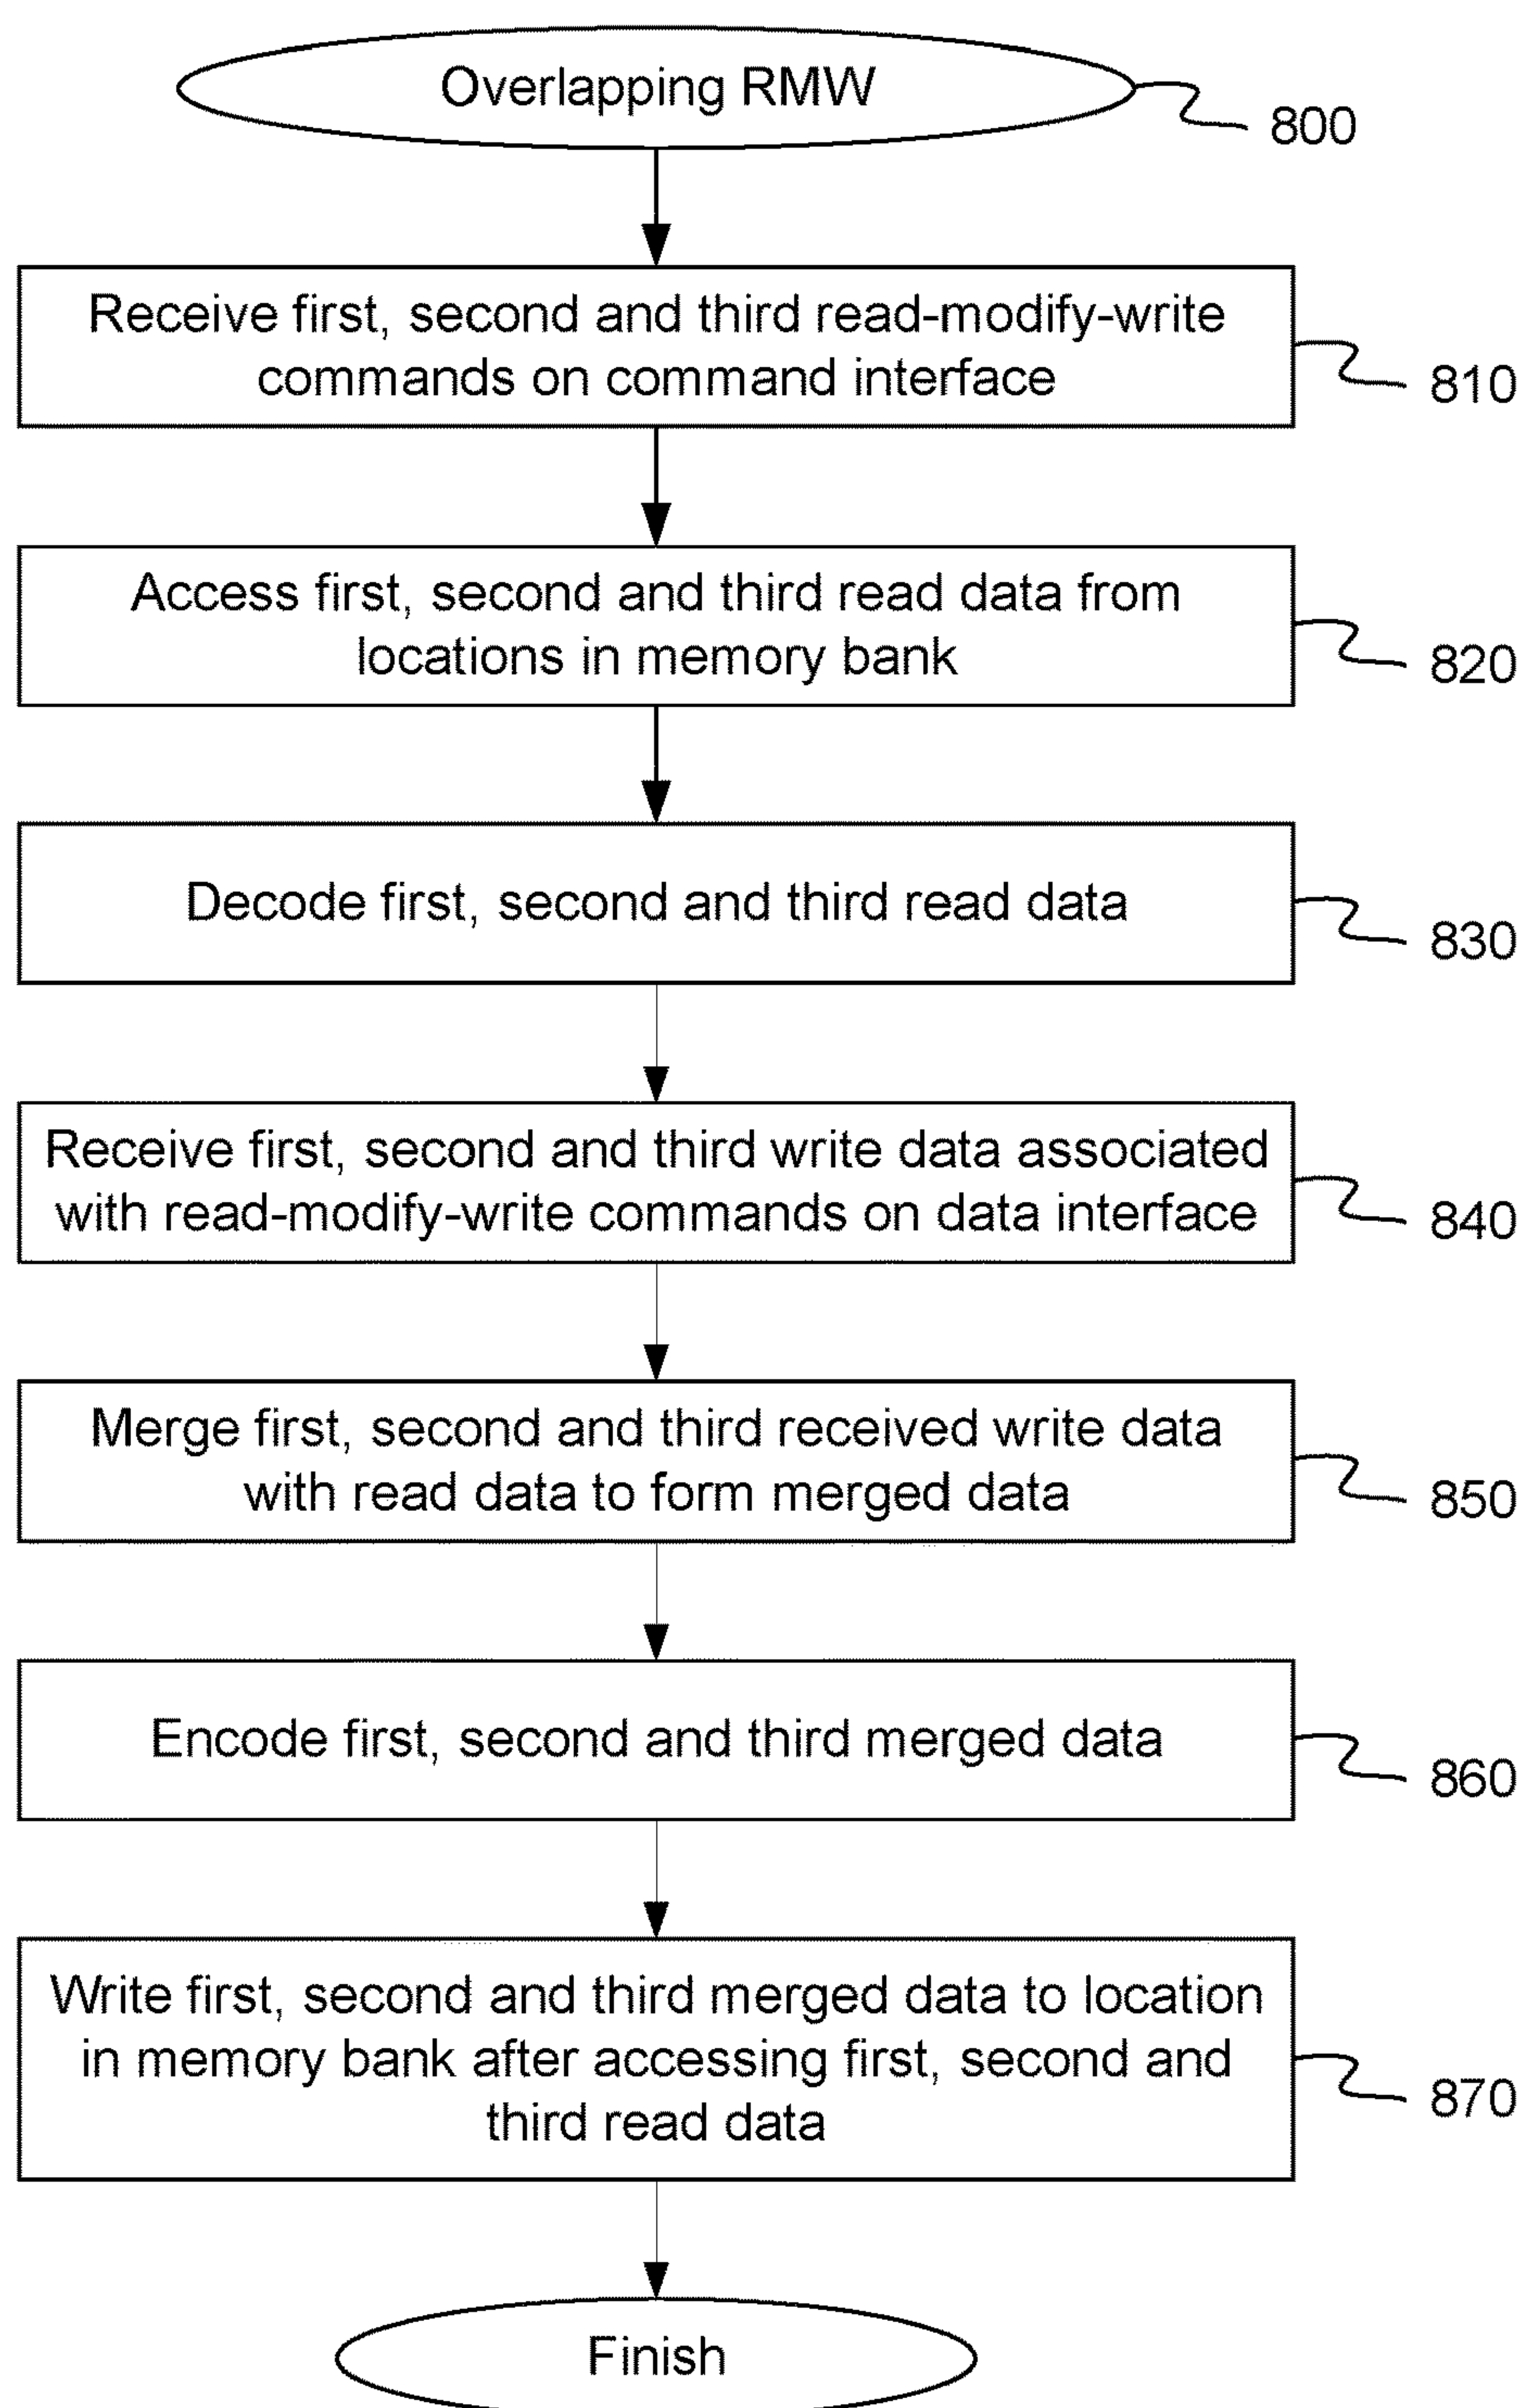 Overlapping RMW
800
Receive first, second and third read-modify-write
commands on command interface
810
Access first, second and third read data from
locations in memory bank
820
Decode first, second and third read data
830
Receive first, second and third write data associated
with read-modify-write commands on data interface
840
Merge first, second and third received write data
with read data to form merged data
850
Encode first, second and third merged data
860
Write first, second and third merged data to location
in memory bank after accessing first, second and
third read data
870
Finish